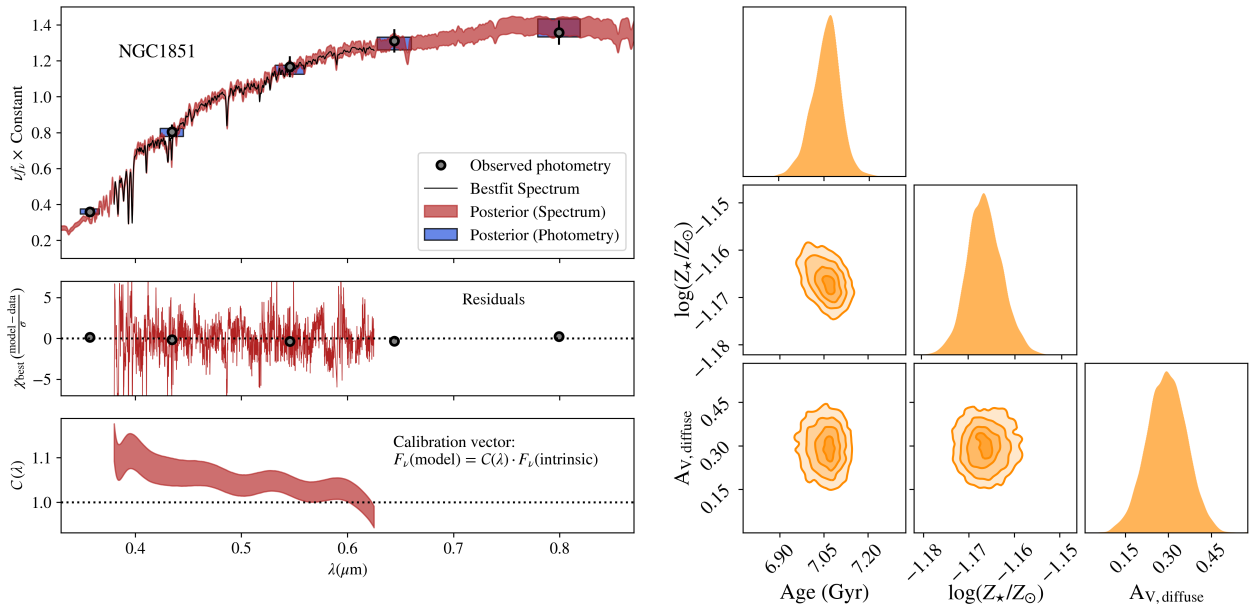 1.4
1.2
1.0
0.8
0.6
0.4
0.2
νfν × Constant
NGC1851
Observed photometry
Bestfit Spectrum
Posterior (Spectrum)
Posterior (Photometry)
5
0
−5
χbest(model−data/σ)
Residuals
1.1
1.0
C(λ)
Calibration vector:
Fν(model) = C(λ) · Fν(intrinsic)
0.4 0.5 0.6 0.7 0.8
λ(μm)
−1.15
−1.16
−1.17
−1.18
log(Z★/Z⊙)
0.45
0.30
0.15
AV, diffuse
6.90 7.05 7.20
Age (Gyr)
−1.18 −1.17 −1.16 −1.15
log(Z★/Z⊙)
0.15 0.30 0.45
AV, diffuse